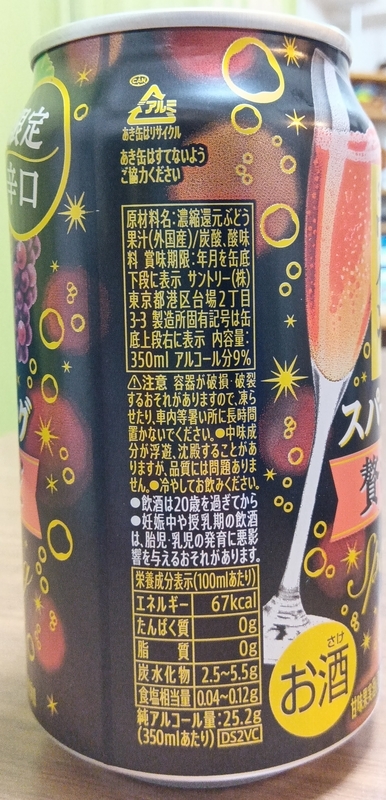 限定
辛口
CAN
アルミ
あき缶はリサイクル
あき缶はすてないよう
ご協力ください
原材料名:濃縮還元ぶどう
果汁(外国産)/炭酸、酸味
料 賞味期限:年月を缶底
下段に表示 サントリー(株)
東京都港区台場2丁目
3-3 製造所固有記号は缶
底上段右に表示 内容量:
350ml アルコール分9%
⚠注意 容器が破損・破裂
するおそれがありますので、凍ら
せたり、車内等暑い所に長時間
置かないでください。●中味成
分が浮遊、沈殿することがあ
りますが、品質には問題ありま
せん。●冷やしてお飲みください。
●飲酒は20歳を過ぎてから
●妊娠中や授乳期の飲酒
は、胎児・乳児の発育に悪影
響を与えるおそれがあります。
栄養成分表示(100mlあたり)
エネルギー 67kcal
たんぱく質 0g
脂質 0g
炭水化物 2.5~5.5g
食塩相当量 0.04~0.12g
純アルコール量:25.2g
(350mlあたり) DS2VC
グ
スパ
贅
Sp
さけ
お酒
甘味果実